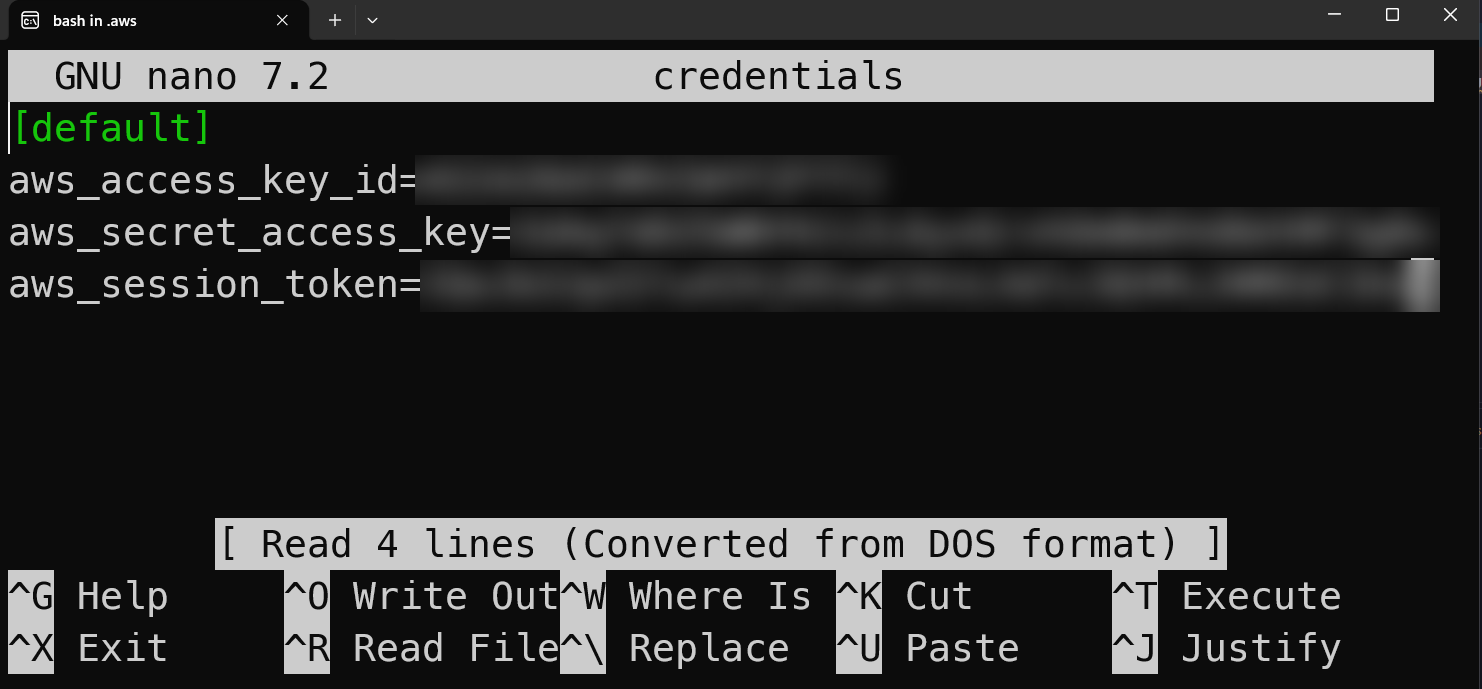 bash in .aws
GNU nano 7.2 credentials
[default]
aws_access_key_id=
aws_secret_access_key=
aws_session_token=
[ Read 4 lines (Converted from DOS format) ]
^G Help ^O Write Out ^W Where Is ^K Cut ^T Execute
^X Exit ^R Read File ^\ Replace ^U Paste ^J Justify